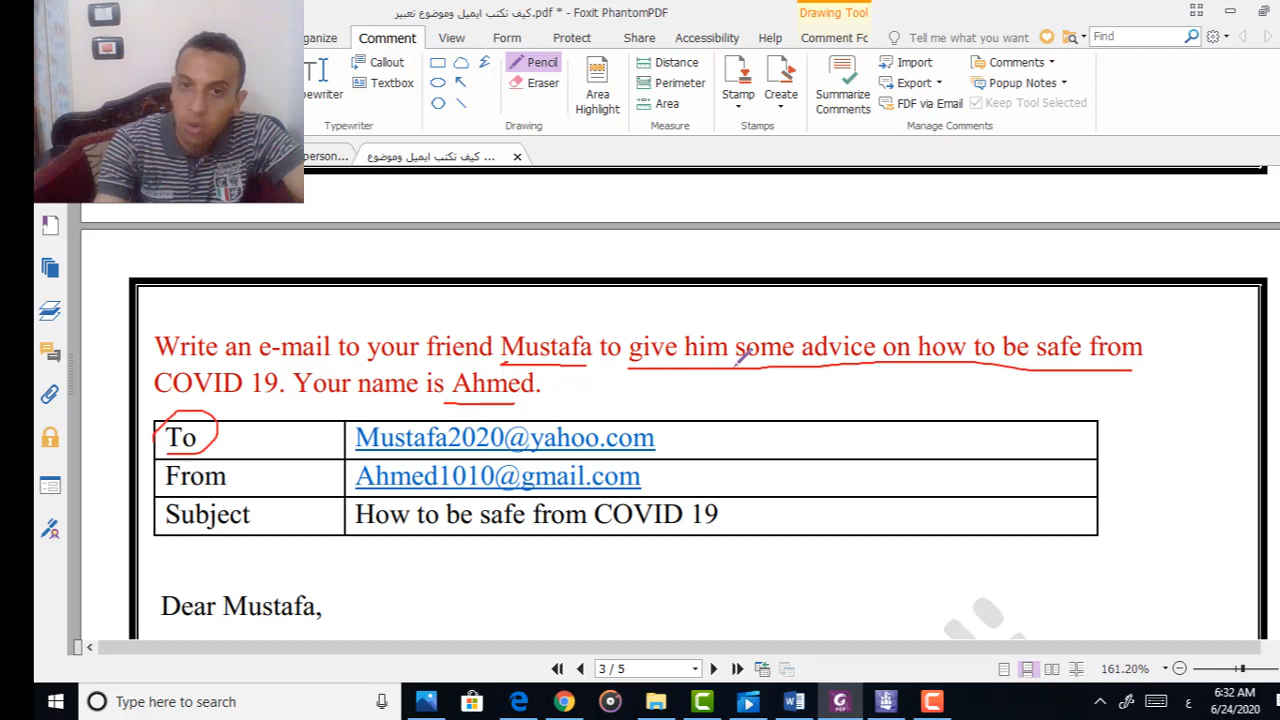 كيف تكتب ايميل وموضوع تعبير.pdf * - Foxit PhantomPDF
Drawing Tool
Comment
View
Form
Protect
Share
Accessibility
Help
Comment Fc
Tell me what you want
Find
Callout
Textbox
Typewriter
Pencil
Eraser
Drawing
Area Highlight
Distance
Perimeter
Area
Measure
Stamp
Create
Stamps
Summarize Comments
Import
Export
FDF via Email
Comments
Popup Notes
Keep Tool Selected
Manage Comments
كيف تكتب ايميل وموضوع ...
Write an e-mail to your friend Mustafa to give him some advice on how to be safe from
COVID 19. Your name is Ahmed.
To Mustafa2020@yahoo.com
From Ahmed1010@gmail.com
Subject How to be safe from COVID 19
Dear Mustafa,
3 / 5
161.20%
Type here to search
6:32 AM
6/24/2020